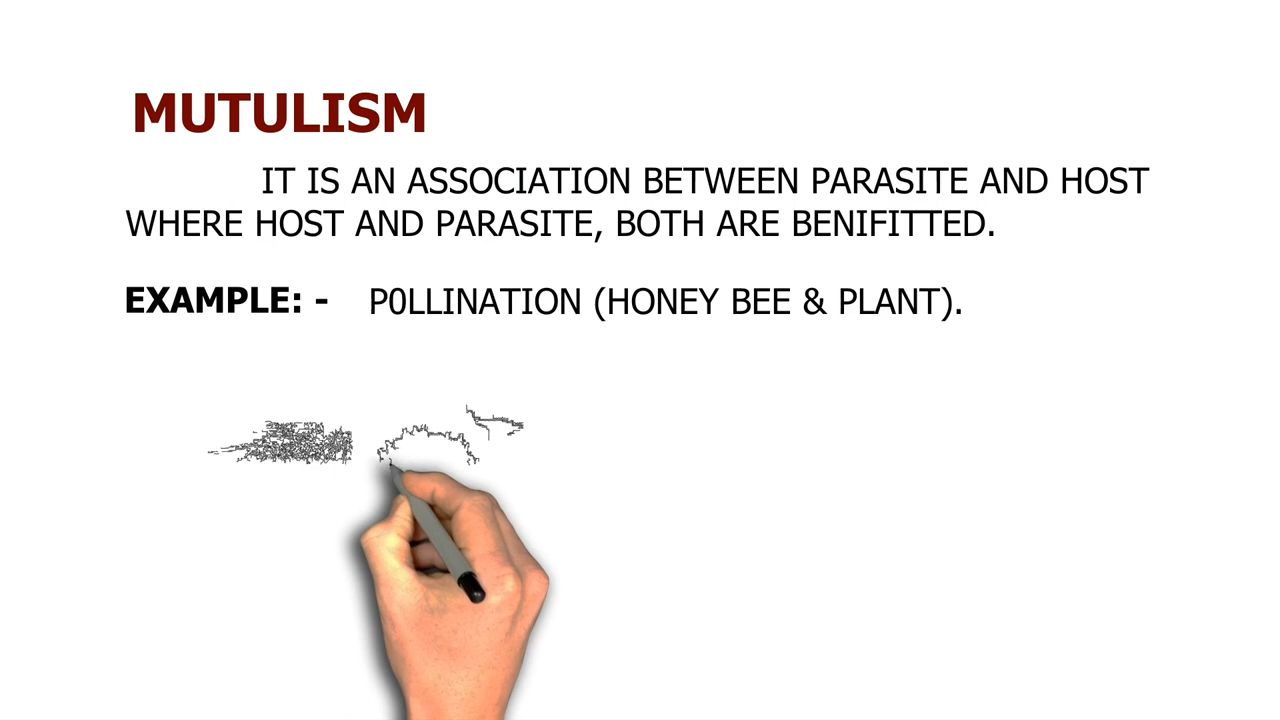 MUTULISM
IT IS AN ASSOCIATION BETWEEN PARASITE AND HOST
WHERE HOST AND PARASITE, BOTH ARE BENIFITTED.
EXAMPLE: - P0LLINATION (HONEY BEE & PLANT).